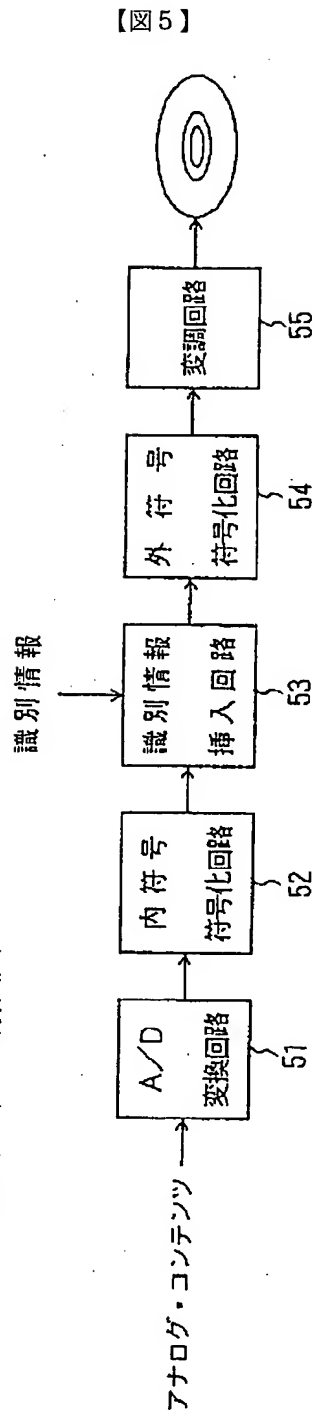 【図5】
アナログ・コンテンツ
A/D
変換回路
51
内符号
符号化回路
52
識別情報
識別情報
挿入回路
53
外符号
符号化回路
54
変調回路
55